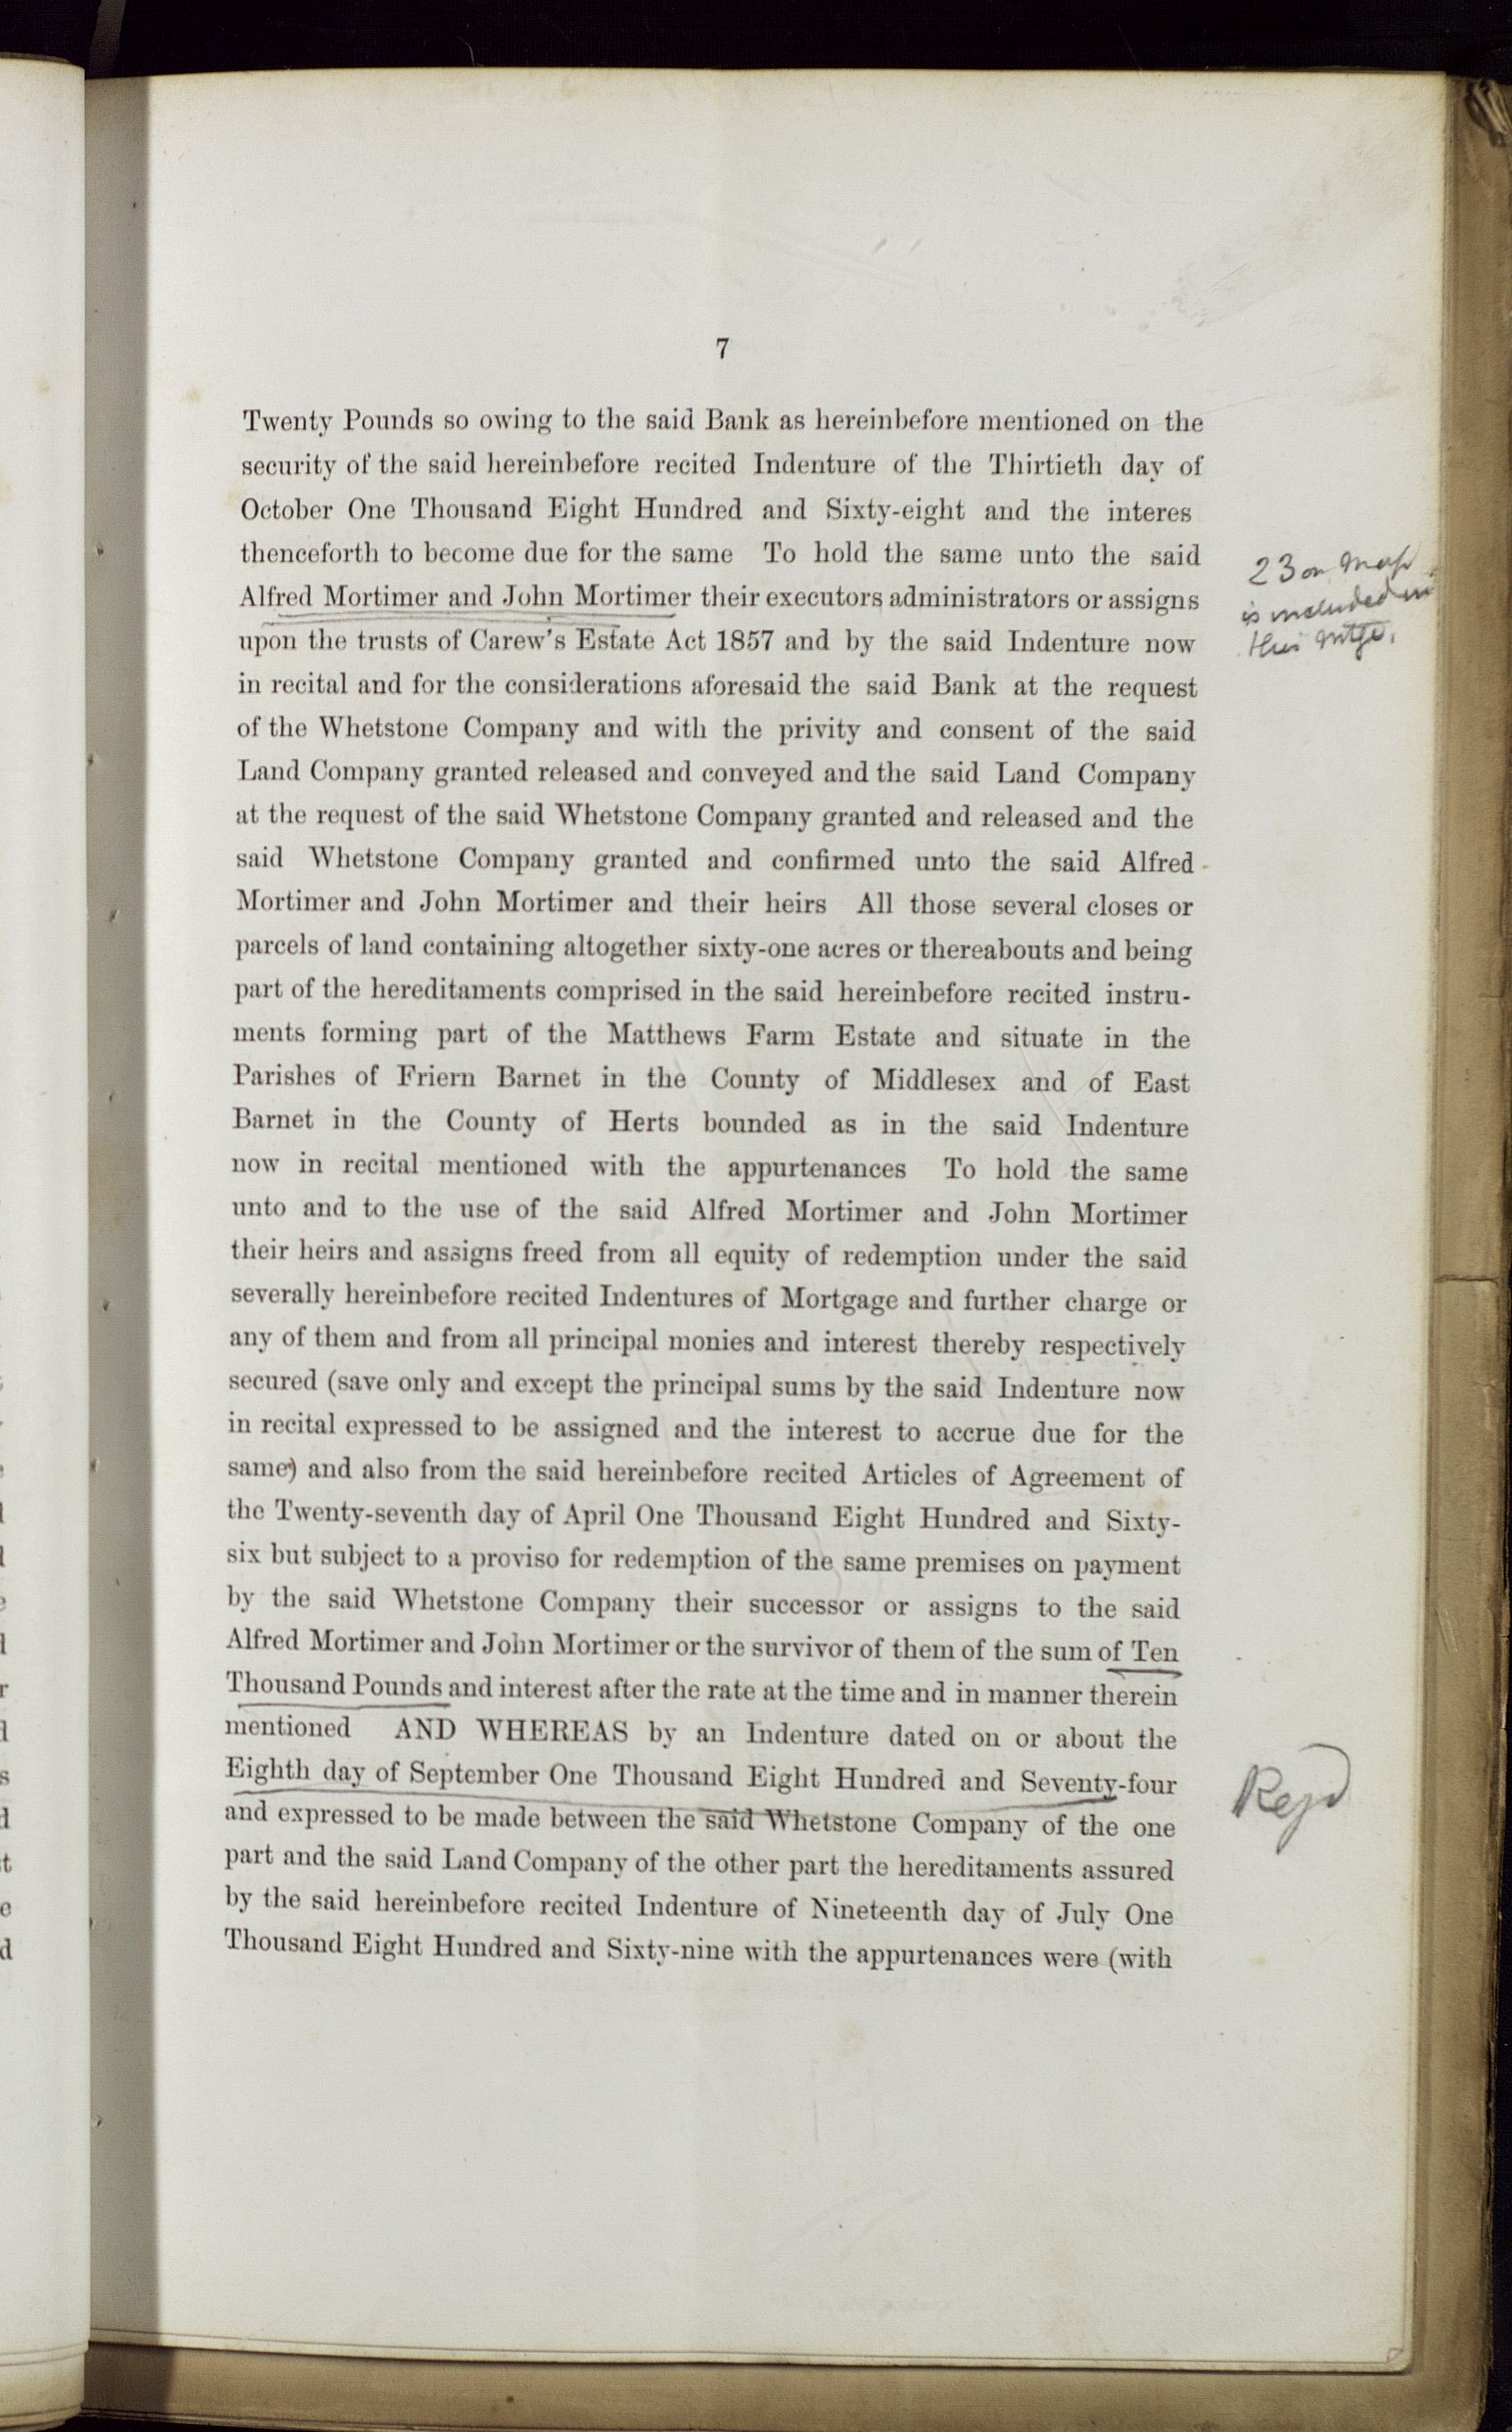 7
Twenty Pounds so owing to the said Bank as hereinbefore mentioned on the
security of the said hereinbefore recited Indenture of the Thirtieth day of
October One Thousand Eight Hundred and Sixty-eight and the interes
thenceforth to become due for the same To hold the same unto the said
Alfred Mortimer and John Mortimer their executors administrators or assigns
upon the trusts of Carew's Estate Act 1857 and by the said Indenture now
in recital and for the considerations aforesaid the said Bank at the request
of the Whetstone Company and with the privity and consent of the said
Land Company granted released and conveyed and the said Land Company
at the request of the said Whetstone Company granted and released and the
said Whetstone Company granted and confirmed unto the said Alfred
Mortimer and John Mortimer and their heirs All those several closes or
parcels of land containing altogether sixty-one acres or thereabouts and being
part of the hereditaments comprised in the said hereinbefore recited instru-
ments forming part of the Matthews Farm Estate and situate in the
Parishes of Friern Barnet in the County of Middlesex and of East
Barnet in the County of Herts bounded as in the said Indenture
now in recital mentioned with the appurtenances To hold the same
unto and to the use of the said Alfred Mortimer and John Mortimer
their heirs and assigns freed from all equity of redemption under the said
severally hereinbefore recited Indentures of Mortgage and further charge or
any of them and from all principal monies and interest thereby respectively
secured (save only and except the principal sums by the said Indenture now
in recital expressed to be assigned and the interest to accrue due for the
same) and also from the said hereinbefore recited Articles of Agreement of
the Twenty-seventh day of April One Thousand Eight Hundred and Sixty-
six but subject to a proviso for redemption of the same premises on payment
by the said Whetstone Company their successor or assigns to the said
Alfred Mortimer and John Mortimer or the survivor of them of the sum of Ten
Thousand Pounds and interest after the rate at the time and in manner therein
mentioned AND WHEREAS by an Indenture dated on or about the
Eighth day of September One Thousand Eight Hundred and Seventy-four
and expressed to be made between the said Whetstone Company of the one
part and the said Land Company of the other part the hereditaments assured
by the said hereinbefore recited Indenture of Nineteenth day of July One
Thousand Eight Hundred and Sixty-nine with the appurtenances were (with
23 on Map
is included in
this Mtge.
Regd